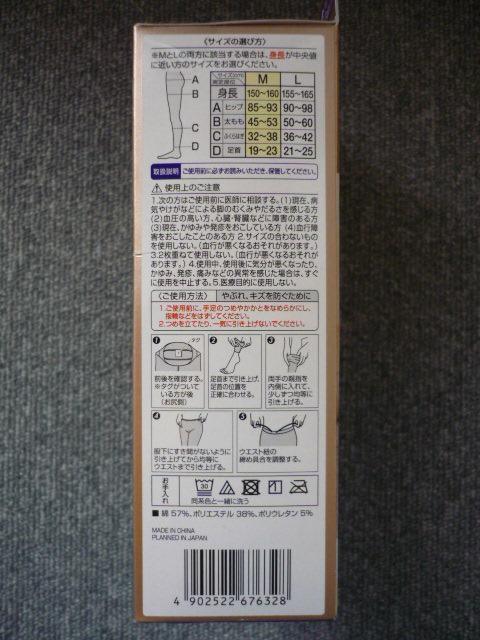 〈サイズの選び方〉
※MとLの両方に該当する場合は、身長が中央値
に近い方のサイズをお選びください。
A
B
C
D
サイズ(cm)
測定部位
M
L
身長 150~160 155~165
A ヒップ 85~93 90~98
B 太もも 45~53 50~60
C ふくらはぎ 32~38 36~42
D 足首 19~23 21~25
取扱説明 ご使用前に必ずお読みいただき、保管してください。
使用上のご注意
1.次の方はご使用前に医師に相談する。(1)現在、病
気やけがなどによる脚のむくみやだるさを感じる方
(2)血圧の高い方、心臓・腎臓などに障害のある方
(3)現在、かゆみや発疹をおこしている方 (4)血行障
害をおこしたことのある方 2.サイズの合わないもの
を使用しない。(血行が悪くなるおそれがあります。)
3.2枚重ねて使用しない。(血行が悪くなるおそれが
あります。) 4.使用中、使用後に気分が悪くなったり、
かゆみ、発疹、痛みなどの異常を感じた場合は、すぐ
に使用を中止する。5.医療目的に使用しない。
〈ご使用方法〉 やぶれ、キズを防ぐために
1.ご使用前に、手足のつめやかかとをなめらかにし、
指輪などをはずしてください。
2.つめを立てたり、一気に引き上げないでください。
1
タグ
前後を確認する。
※タグがついて
いる方が後
(お尻側)
2
足首まで引き上げ、
足首の位置を
正確に合わせる。
3
両手の親指を
内側に入れて、
少しずつ均等に
引き上げる。
4
股下にすき間がないように
引き上げてから均等に
ウエストまで引き上げる。
5
ウエスト紐の
締め具合を調整する。
お手入れ
30
同系色と一緒に洗う
■ 綿 57%、ポリエステル 38%、ポリウレタン 5%
MADE IN CHINA
PLANNED IN JAPAN
4 902522 676328